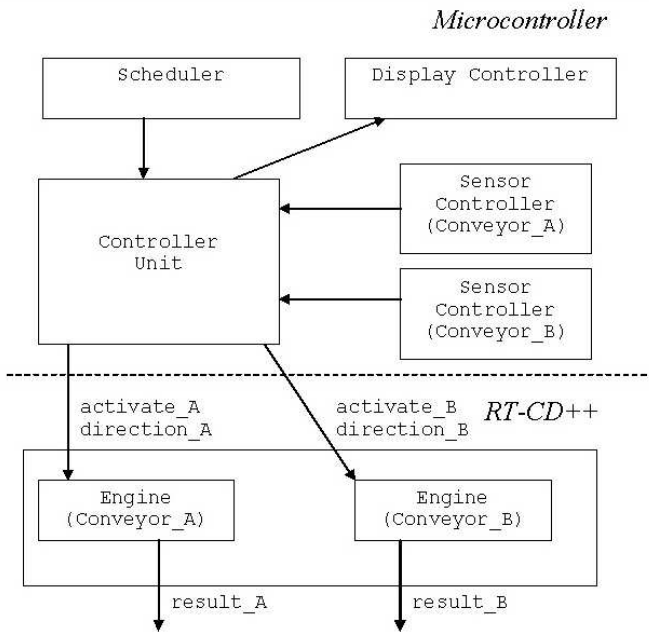 Microcontroller
Scheduler
Display Controller
Sensor
Controller
(Conveyor_A)
Controller
Unit
Sensor
Controller
(Conveyor_B)
activate_A
direction_A
activate_B
direction_B
RT-CD++
Engine
(Conveyor_A)
Engine
(Conveyor_B)
result_A
result_B